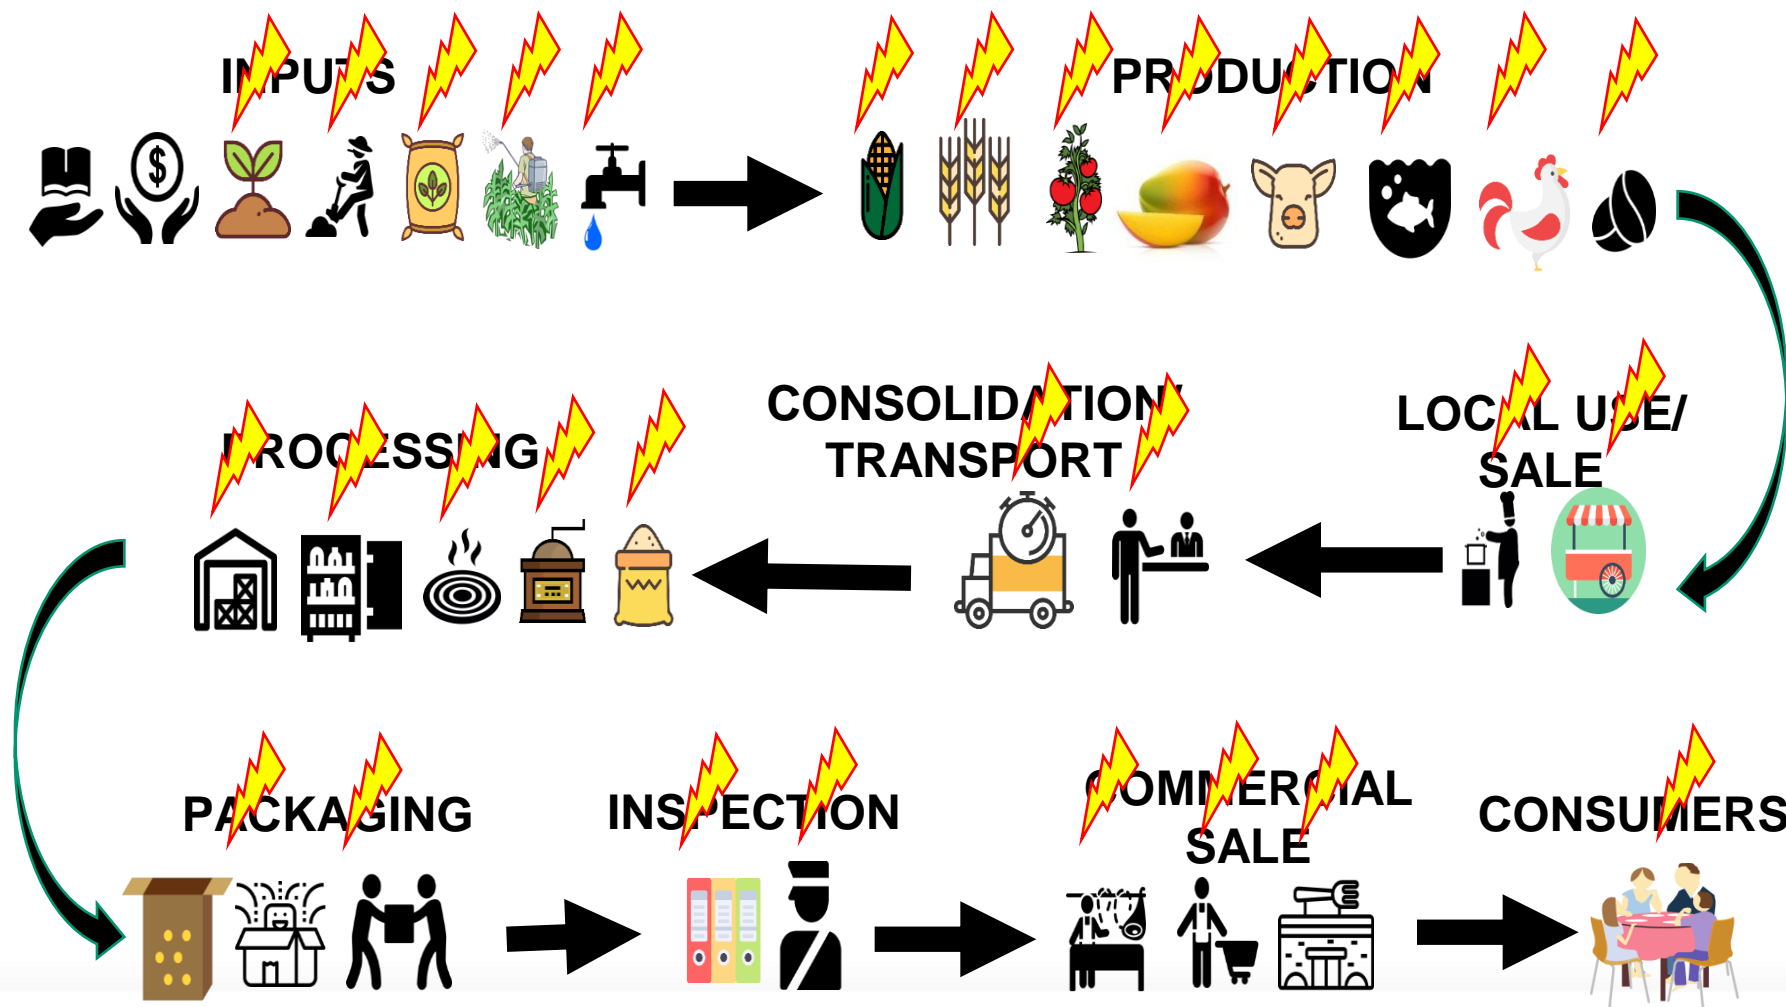 INPUTS
PRODUCTION
PROCESSING
CONSOLIDATION/
TRANSPORT
LOCAL USE/
SALE
PACKAGING
INSPECTION
COMMERCIAL
SALE
CONSUMERS